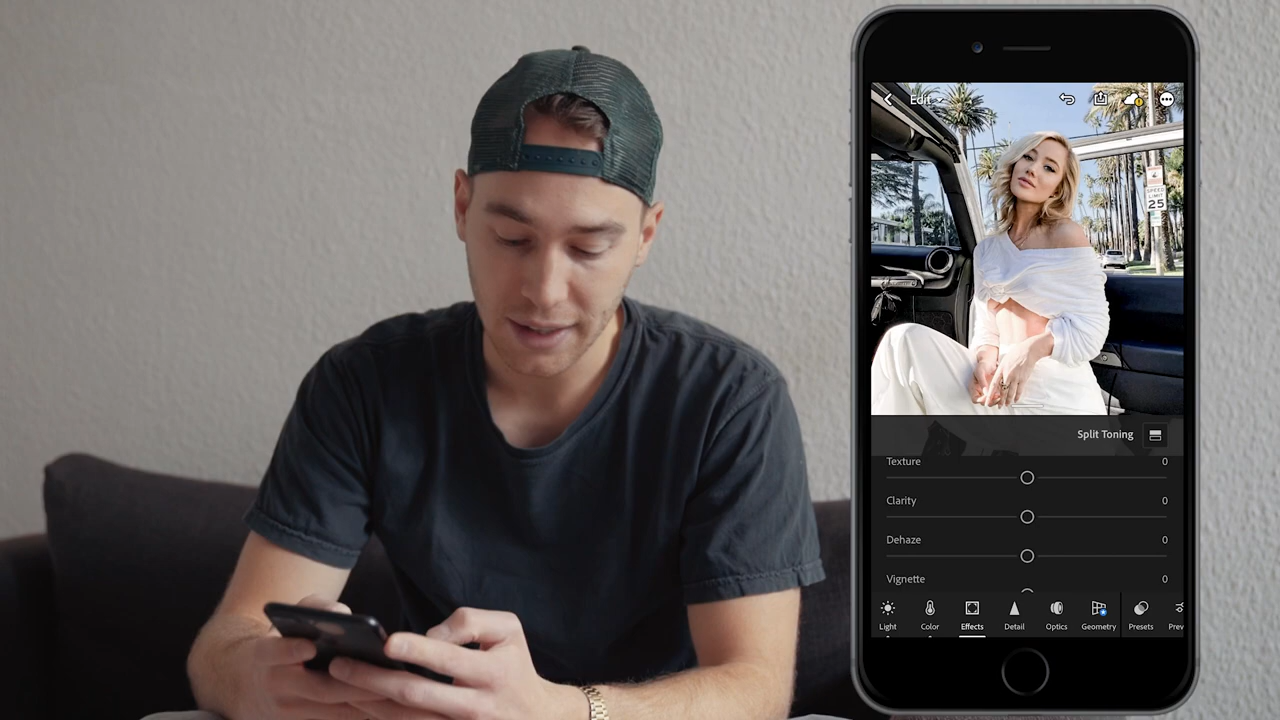 Edit
SPEED
LIMIT
25
Split Toning
Texture 0
Clarity 0
Dehaze 0
Vignette 0
Light Color Effects Detail Optics Geometry Presets Prev